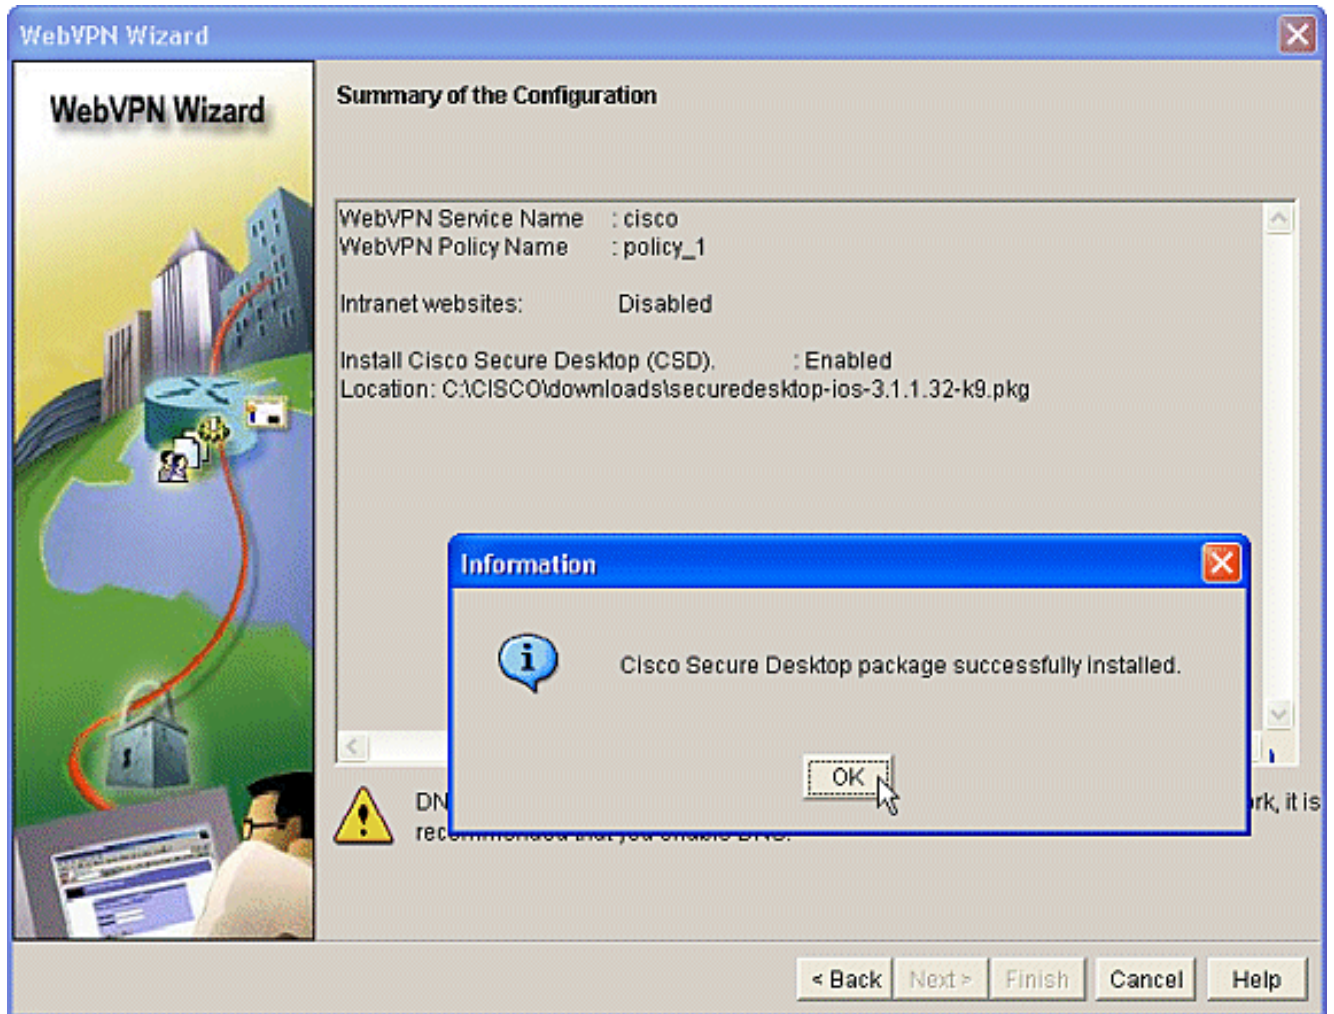 WebVPN Wizard
WebVPN Wizard
Summary of the Configuration
WebVPN Service Name : cisco
WebVPN Policy Name : policy_1
Intranet websites: Disabled
Install Cisco Secure Desktop (CSD). : Enabled
Location: C:\CISCO\downloads\securedesktop-ios-3.1.1.32-k9.pkg
Information
Cisco Secure Desktop package successfully installed.
OK
it is
< Back Next > Finish Cancel Help